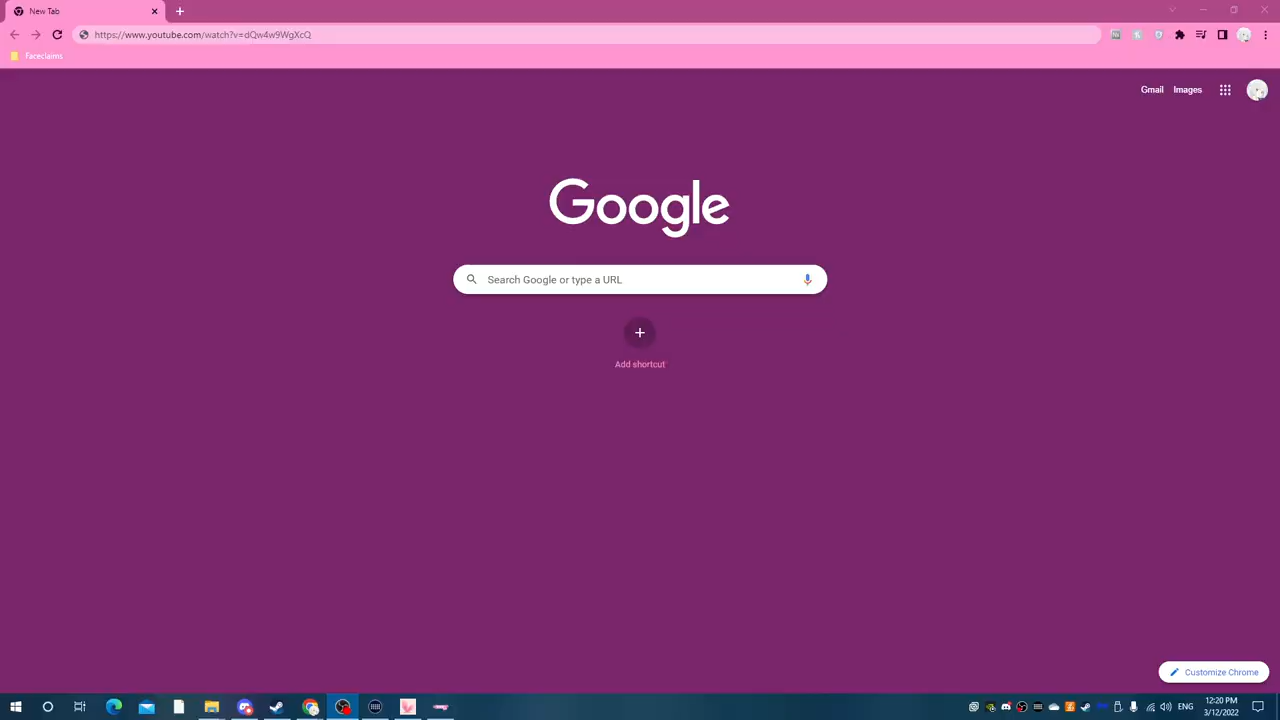 New Tab
https://www.youtube.com/watch?v=dQw4w9WgXcQ
Faceclaims
Gmail Images
Google
Search Google or type a URL
Add shortcut
Customize Chrome
12:20 PM
ENG
3/12/2022